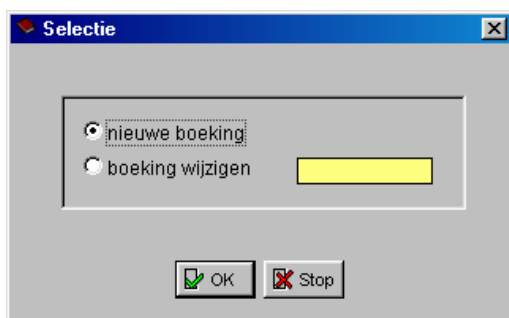 Selectie
nieuwe boeking
boeking wijzigen
OK Stop